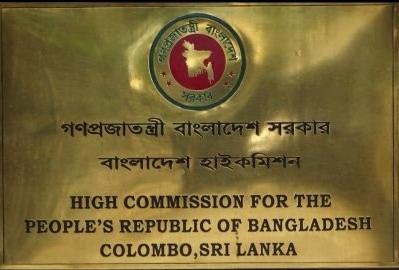 গণপ্রজাতন্ত্রী বাংলাদেশ
সরকার
গণপ্রজাতন্ত্রী বাংলাদেশ সরকার
বাংলাদেশ হাইকমিশন
HIGH COMMISSION FOR THE
PEOPLE'S REPUBLIC OF BANGLADESH
COLOMBO,SRI LANKA